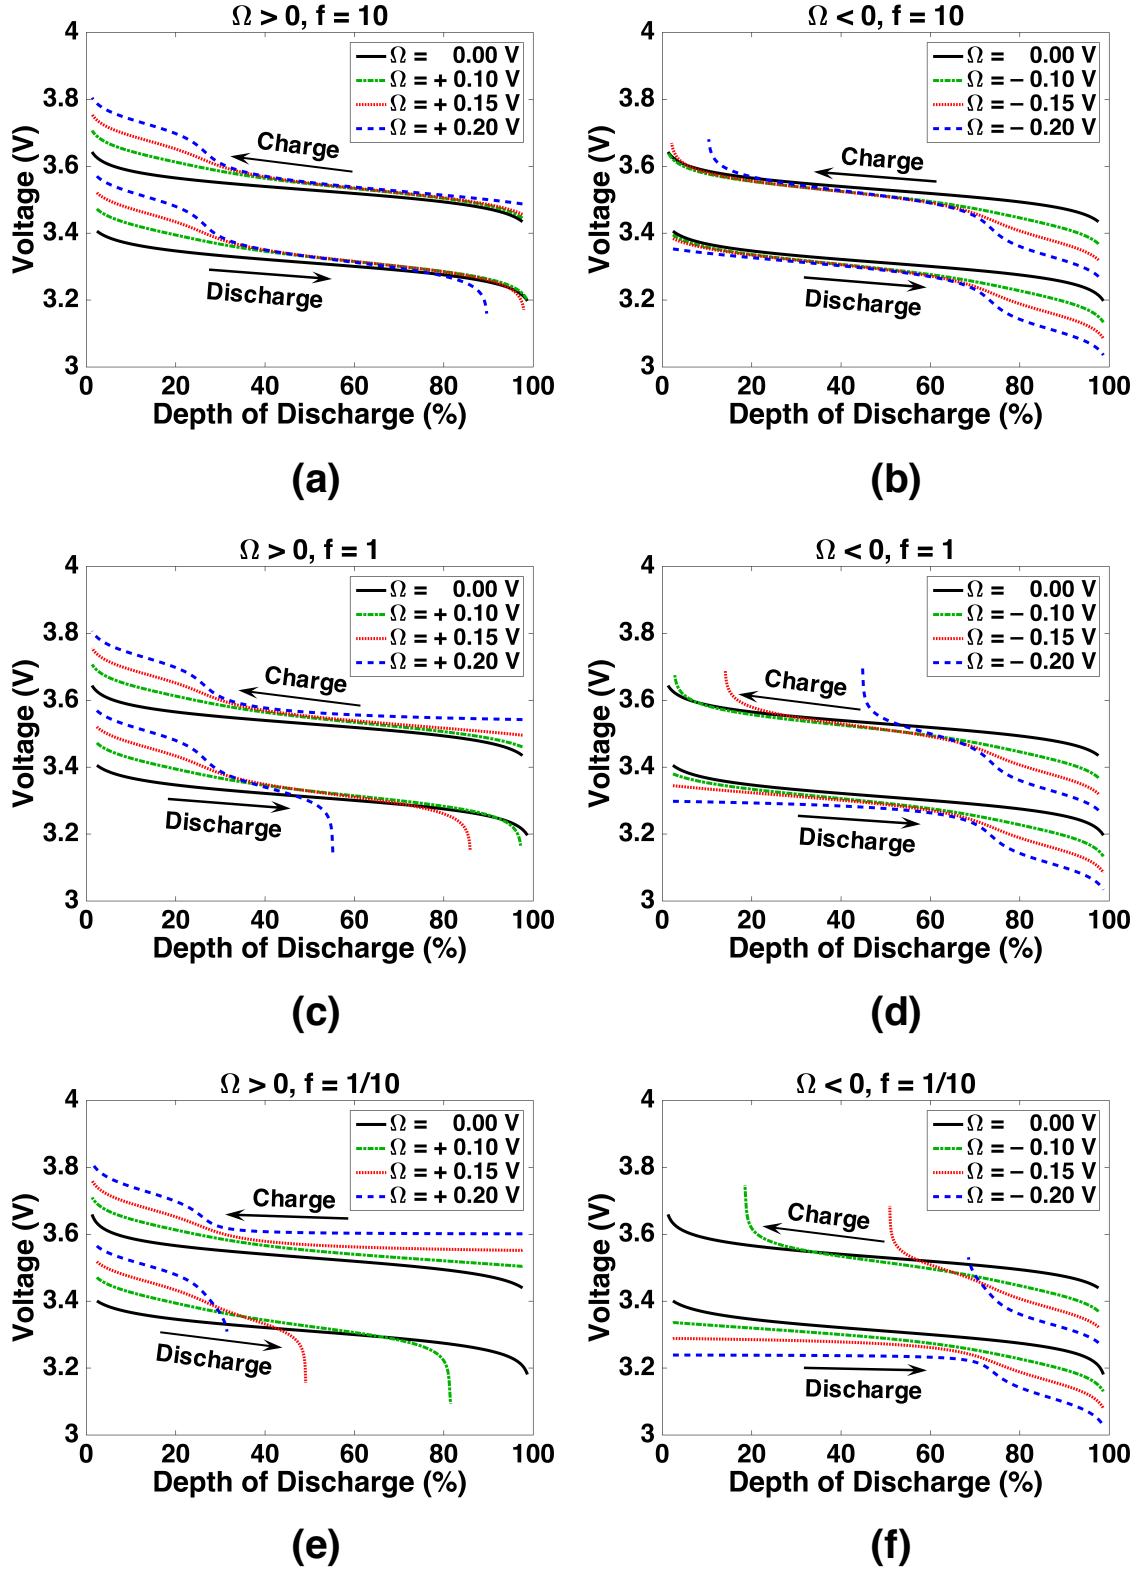 Ω > 0, f = 10
4
3.8
3.6
3.4
3.2
3
Voltage (V)
Ω = 0.00 V
Ω = + 0.10 V
Ω = + 0.15 V
Ω = + 0.20 V
Charge
Discharge
0 20 40 60 80 100
Depth of Discharge (%)
(a)
Ω < 0, f = 10
4
3.8
3.6
3.4
3.2
3
Voltage (V)
Ω = 0.00 V
Ω = − 0.10 V
Ω = − 0.15 V
Ω = − 0.20 V
Charge
Discharge
0 20 40 60 80 100
Depth of Discharge (%)
(b)
Ω > 0, f = 1
4
3.8
3.6
3.4
3.2
3
Voltage (V)
Ω = 0.00 V
Ω = + 0.10 V
Ω = + 0.15 V
Ω = + 0.20 V
Charge
Discharge
0 20 40 60 80 100
Depth of Discharge (%)
(c)
Ω < 0, f = 1
4
3.8
3.6
3.4
3.2
3
Voltage (V)
Ω = 0.00 V
Ω = − 0.10 V
Ω = − 0.15 V
Ω = − 0.20 V
Charge
Discharge
0 20 40 60 80 100
Depth of Discharge (%)
(d)
Ω > 0, f = 1/10
4
3.8
3.6
3.4
3.2
3
Voltage (V)
Ω = 0.00 V
Ω = + 0.10 V
Ω = + 0.15 V
Ω = + 0.20 V
Charge
Discharge
0 20 40 60 80 100
Depth of Discharge (%)
(e)
Ω < 0, f = 1/10
4
3.8
3.6
3.4
3.2
3
Voltage (V)
Ω = 0.00 V
Ω = − 0.10 V
Ω = − 0.15 V
Ω = − 0.20 V
Charge
Discharge
0 20 40 60 80 100
Depth of Discharge (%)
(f)